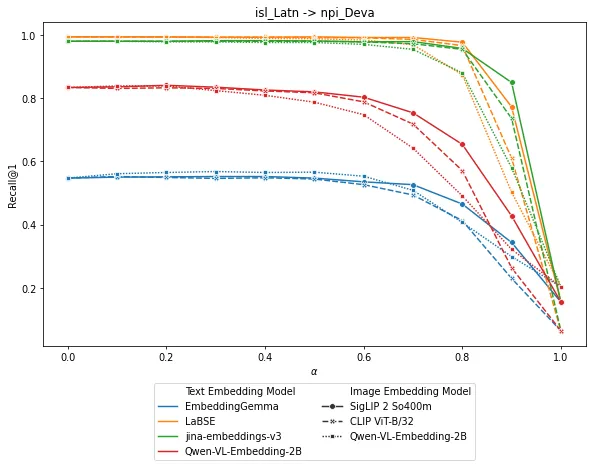 isl_Latn -> npi_Deva
Recall@1
1.0
0.8
0.6
0.4
0.2
0.0 0.2 0.4 0.6 0.8 1.0
α
Text Embedding Model Image Embedding Model
EmbeddingGemma SigLIP 2 So400m
LaBSE CLIP ViT-B/32
jina-embeddings-v3 Qwen-VL-Embedding-2B
Qwen-VL-Embedding-2B